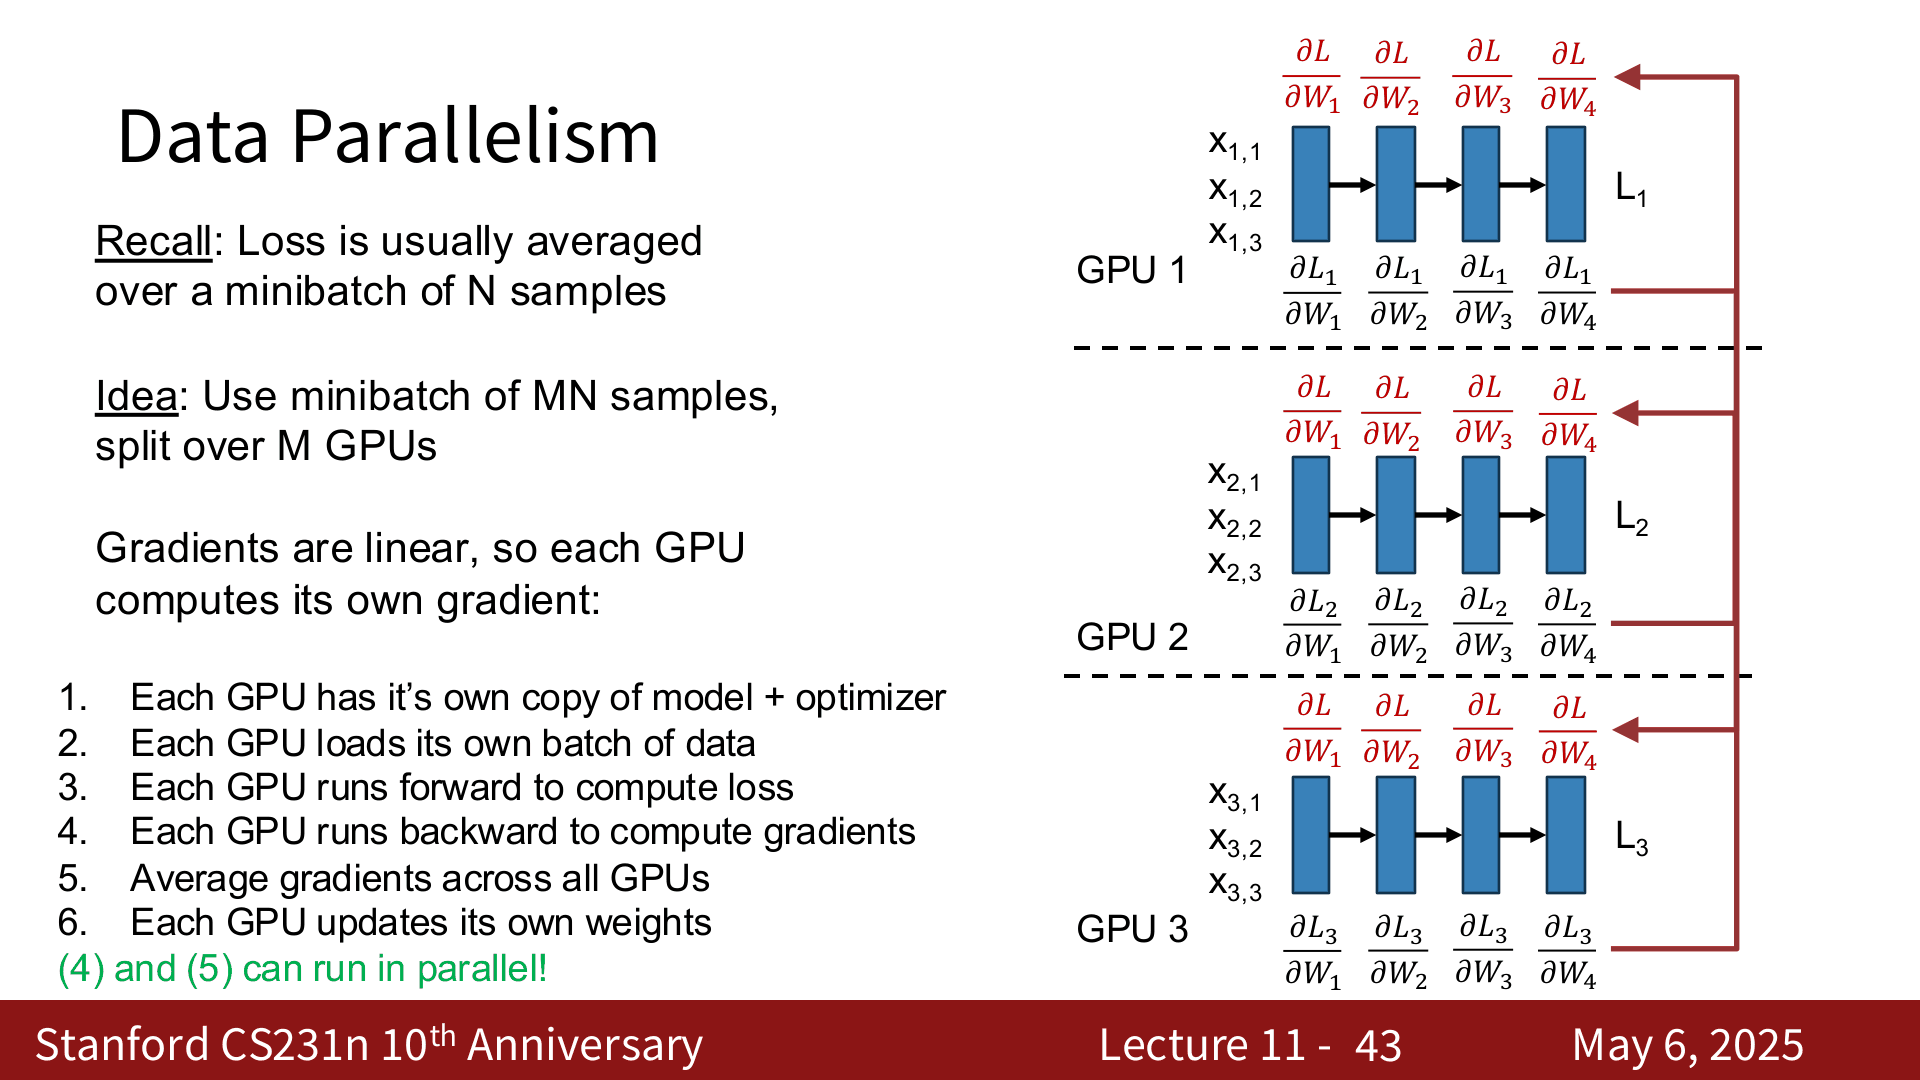 Data Parallelism
Recall: Loss is usually averaged
over a minibatch of N samples
Idea: Use minibatch of MN samples,
split over M GPUs
Gradients are linear, so each GPU
computes its own gradient:
1. Each GPU has it’s own copy of model + optimizer
2. Each GPU loads its own batch of data
3. Each GPU runs forward to compute loss
4. Each GPU runs backward to compute gradients
5. Average gradients across all GPUs
6. Each GPU updates its own weights
(4) and (5) can run in parallel!
∂L/∂W₁ ∂L/∂W₂ ∂L/∂W₃ ∂L/∂W₄
x₁,₁
x₁,₂
x₁,₃
L₁
GPU 1
∂L₁/∂W₁ ∂L₁/∂W₂ ∂L₁/∂W₃ ∂L₁/∂W₄
∂L/∂W₁ ∂L/∂W₂ ∂L/∂W₃ ∂L/∂W₄
x₂,₁
x₂,₂
x₂,₃
L₂
GPU 2
∂L₂/∂W₁ ∂L₂/∂W₂ ∂L₂/∂W₃ ∂L₂/∂W₄
∂L/∂W₁ ∂L/∂W₂ ∂L/∂W₃ ∂L/∂W₄
x₃,₁
x₃,₂
x₃,₃
L₃
GPU 3
∂L₃/∂W₁ ∂L₃/∂W₂ ∂L₃/∂W₃ ∂L₃/∂W₄
Stanford CS231n 10th Anniversary
Lecture 11 - 43
May 6, 2025